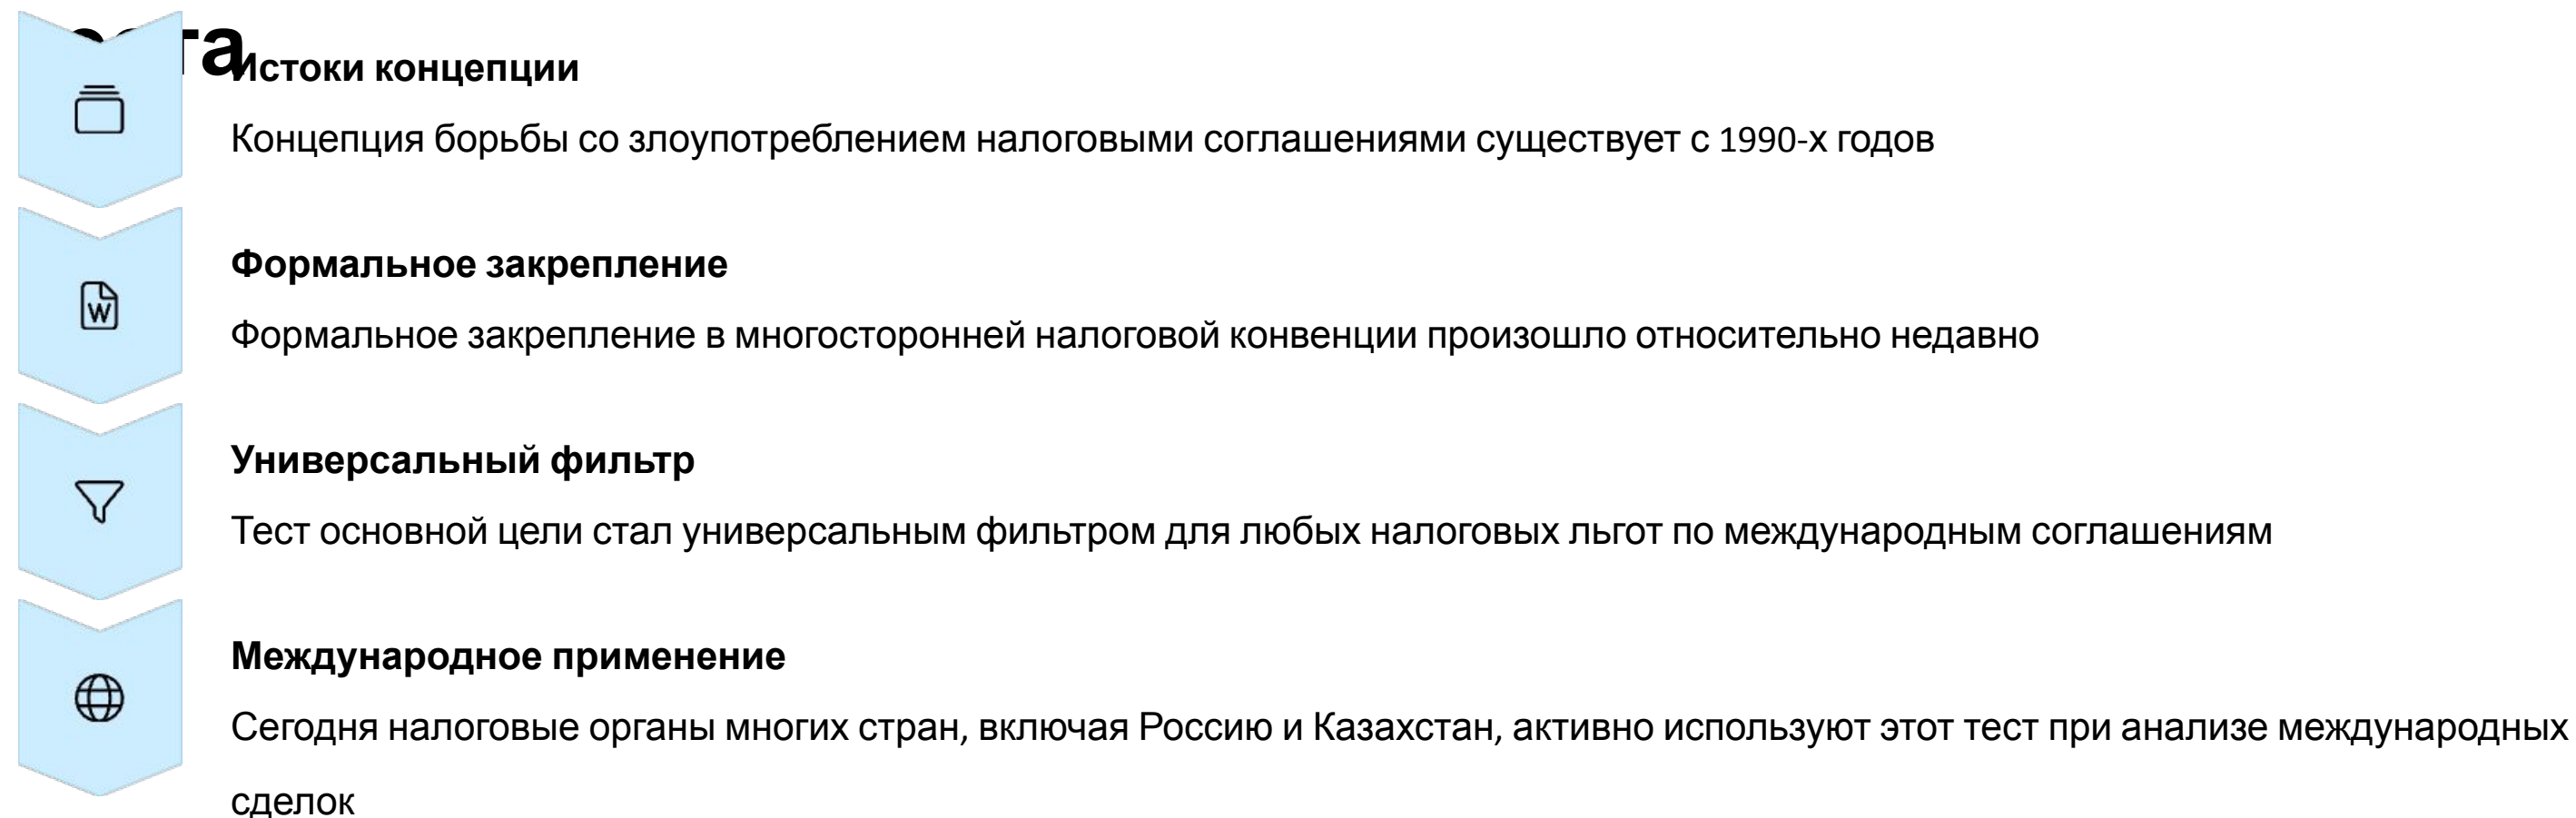 Истоки концепции
Концепция борьбы со злоупотреблением налоговыми соглашениями существует с 1990-х годов
Формальное закрепление
W
Формальное закрепление в многосторонней налоговой конвенции произошло относительно недавно
Универсальный фильтр
Тест основной цели стал универсальным фильтром для любых налоговых льгот по международным соглашениям
Международное применение
Сегодня налоговые органы многих стран, включая Россию и Казахстан, активно используют этот тест при анализе международных
сделок